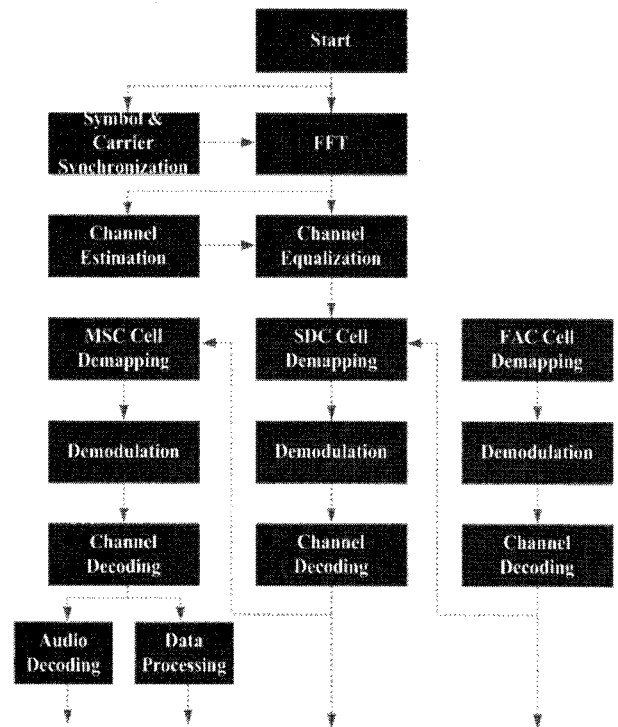 Start
Symbol &
Carrier
Synchronization
FFT
Channel
Estimation
Channel
Equalization
MSC Cell
Demapping
SDC Cell
Demapping
FAC Cell
Demapping
Demodulation
Demodulation
Demodulation
Channel
Decoding
Channel
Decoding
Channel
Decoding
Audio
Decoding
Data
Processing